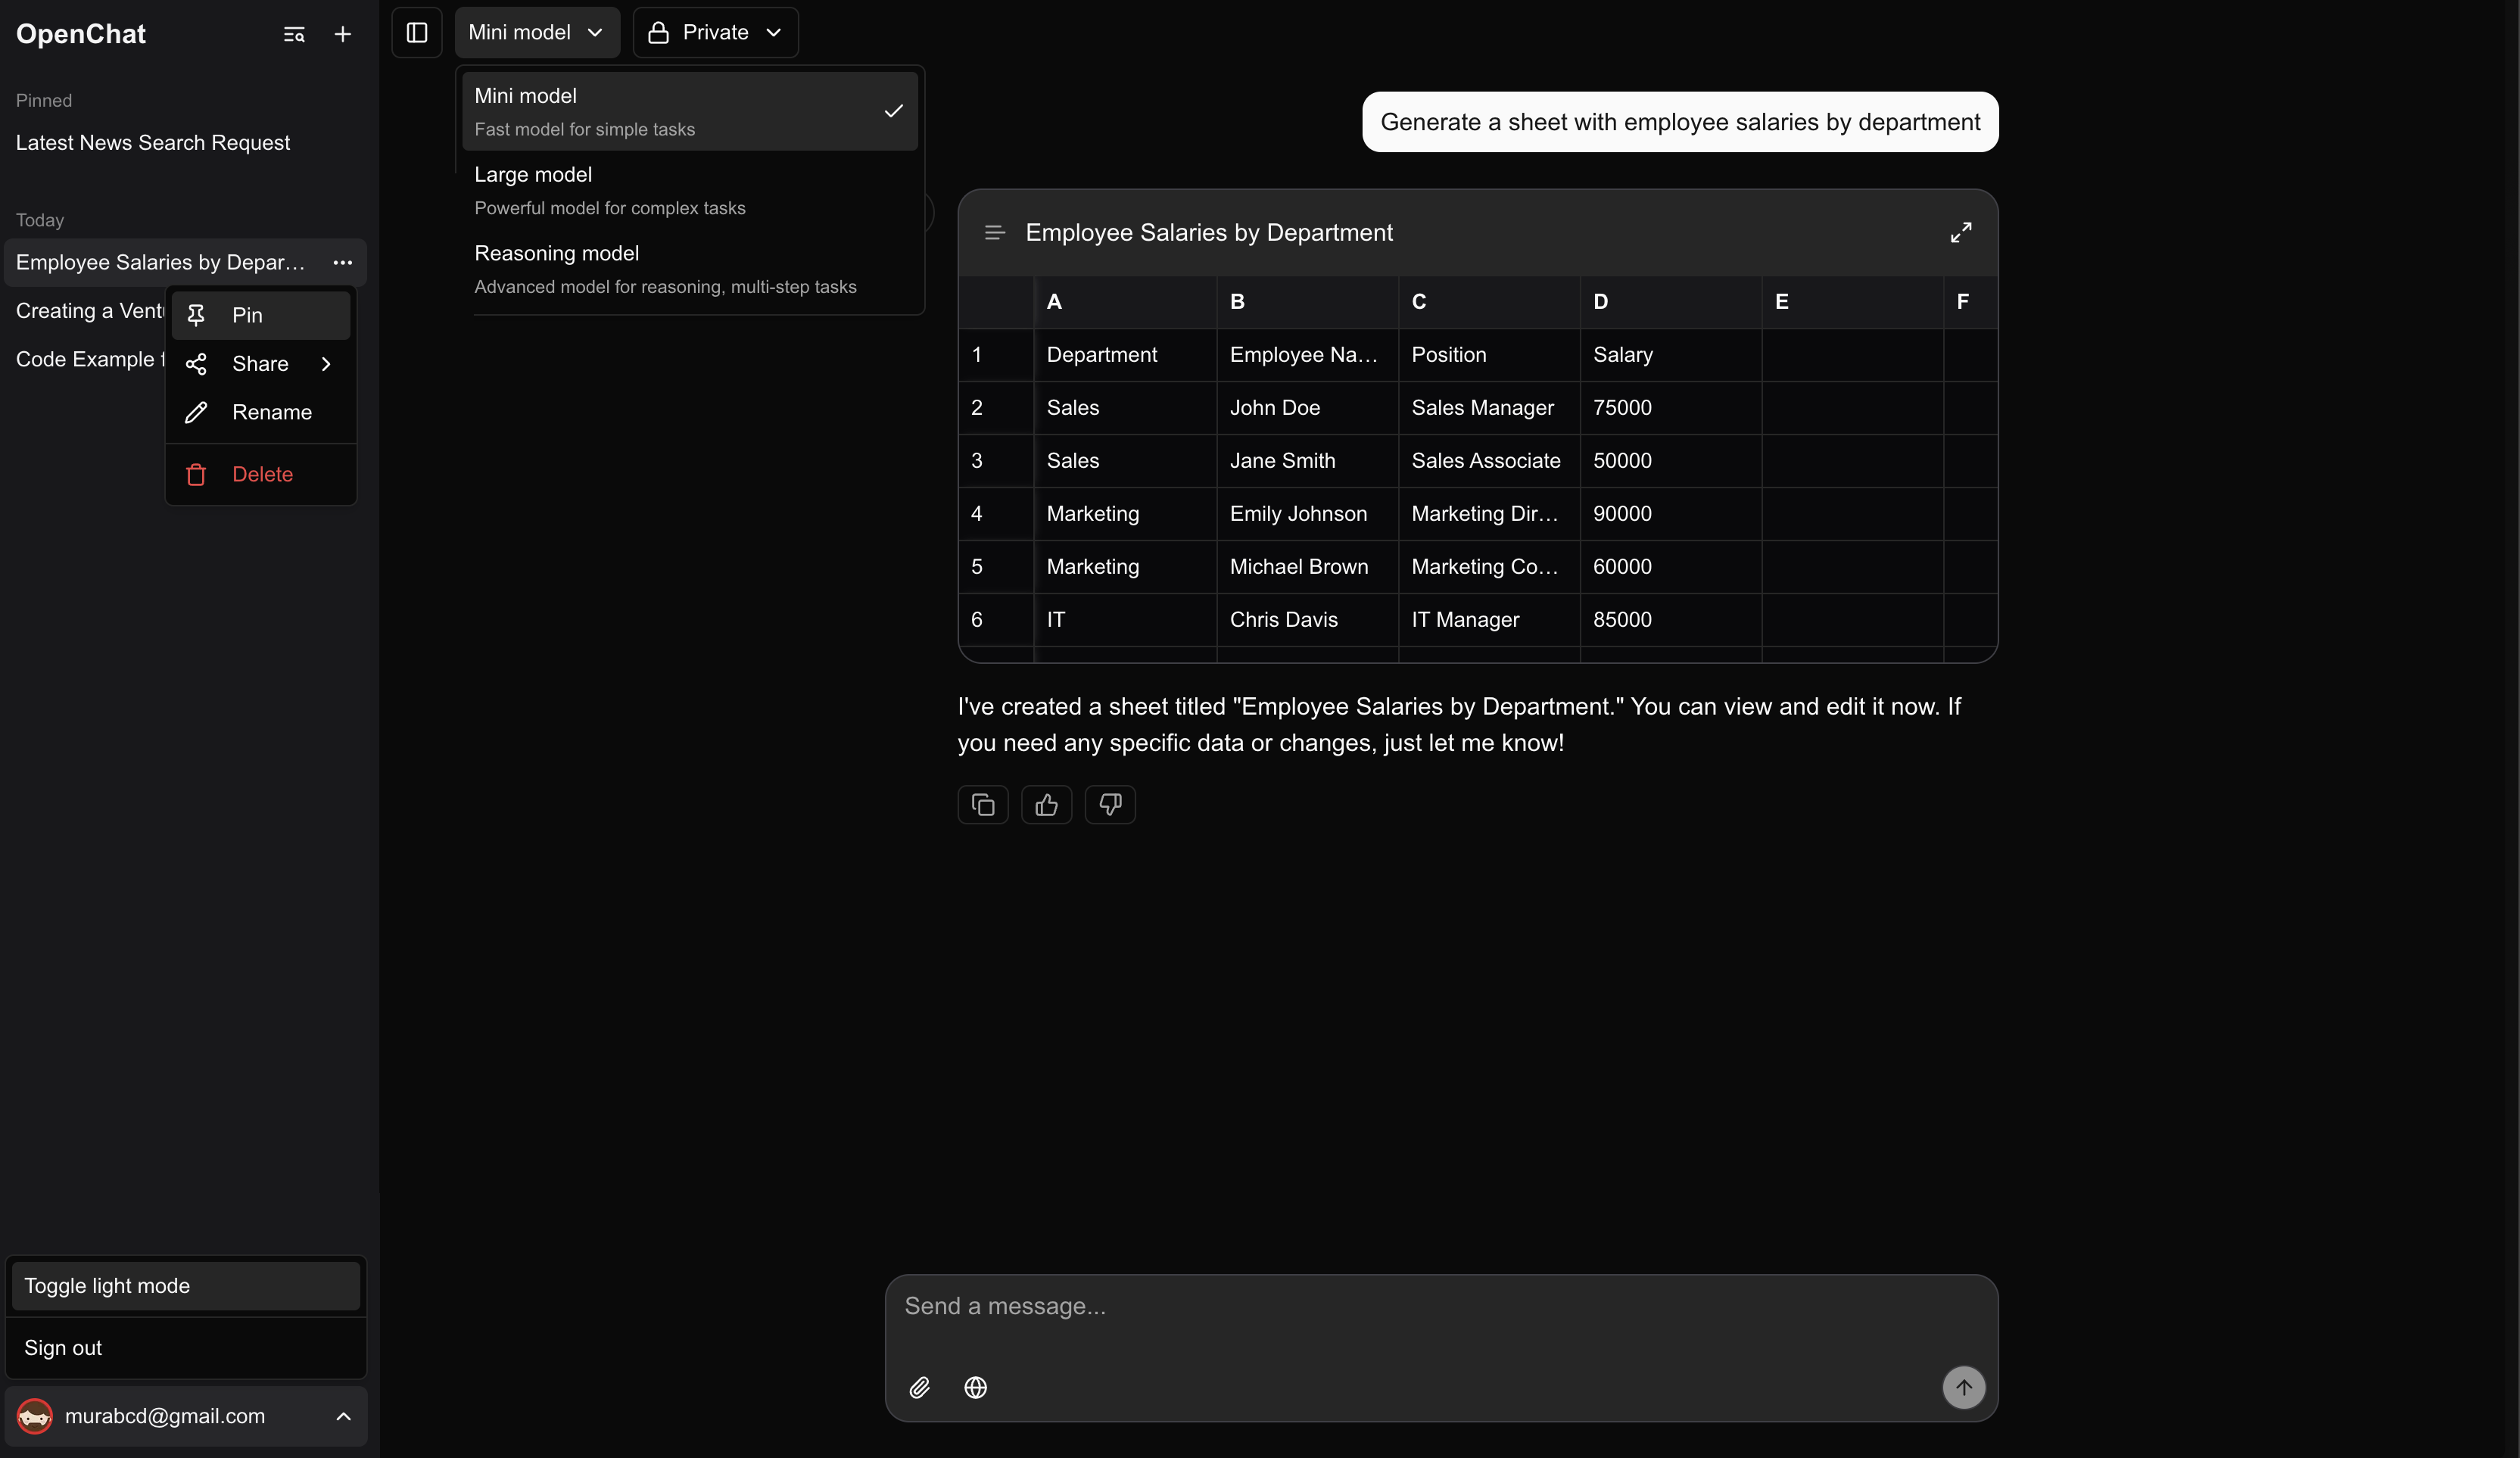 OpenChat
Pinned
Latest News Search Request
Today
Employee Salaries by Depar...
Creating a Vent
Code Example f
Pin
Share
Rename
Delete
Toggle light mode
Sign out
murabcd@gmail.com
Mini model
Private
Mini model
Fast model for simple tasks
Large model
Powerful model for complex tasks
Reasoning model
Advanced model for reasoning, multi-step tasks
Generate a sheet with employee salaries by department
Employee Salaries by Department
A B C D E F
1 Department Employee Na... Position Salary
2 Sales John Doe Sales Manager 75000
3 Sales Jane Smith Sales Associate 50000
4 Marketing Emily Johnson Marketing Dir... 90000
5 Marketing Michael Brown Marketing Co... 60000
6 IT Chris Davis IT Manager 85000
I've created a sheet titled "Employee Salaries by Department." You can view and edit it now. If
you need any specific data or changes, just let me know!
Send a message...